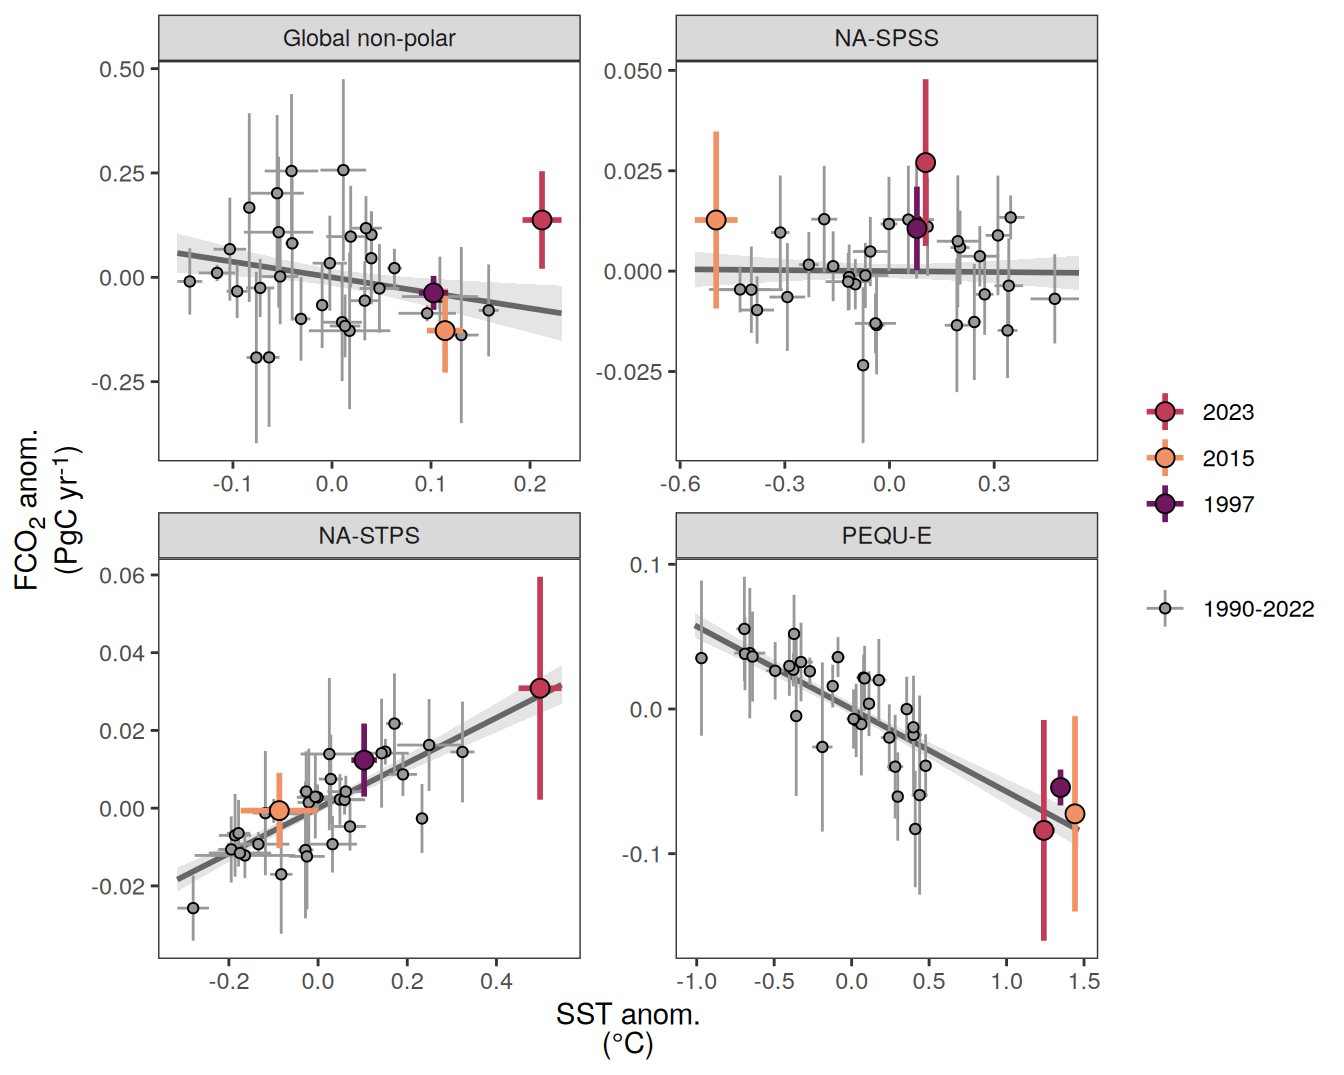 Global non-polar
NA-SPSS
0.50
0.25
0.00
-0.25
0.050
0.025
0.000
-0.025
-0.1 0.0 0.1 0.2
-0.6 -0.3 0.0 0.3
NA-STPS
PEQU-E
0.06
0.04
0.02
0.00
-0.02
0.1
0.0
-0.1
-0.2 0.0 0.2 0.4
-1.0 -0.5 0.0 0.5 1.0 1.5
FCO₂ anom.
(PgC yr⁻¹)
SST anom.
(°C)
2023
2015
1997
1990-2022